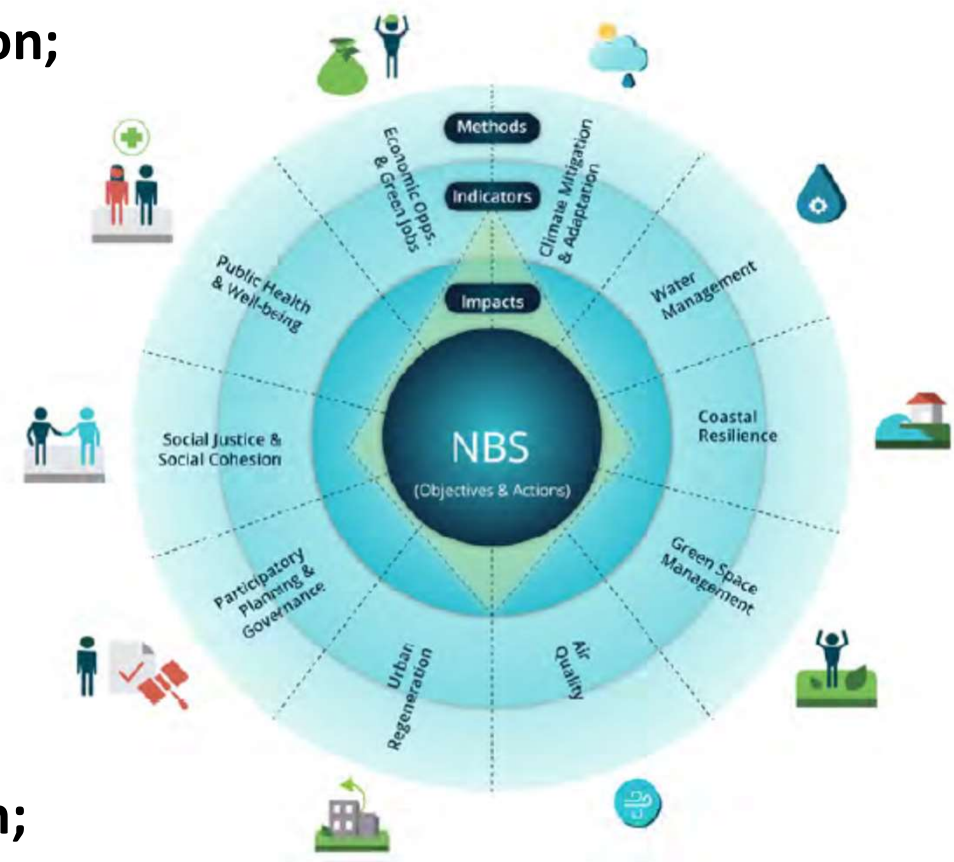 on;
Methods
Indicators
Impacts
NBS
(Objectives & Actions)
Economic Opps.
& Green Jobs
Climate Mitigation
& Adaptation
Water
Management
Coastal
Resilience
Green Space
Management
Air
Quality
Urban
Regeneration
Participatory
Planning &
Governance
Social Justice &
Social Cohesion
Public Health
& Well-being
n;